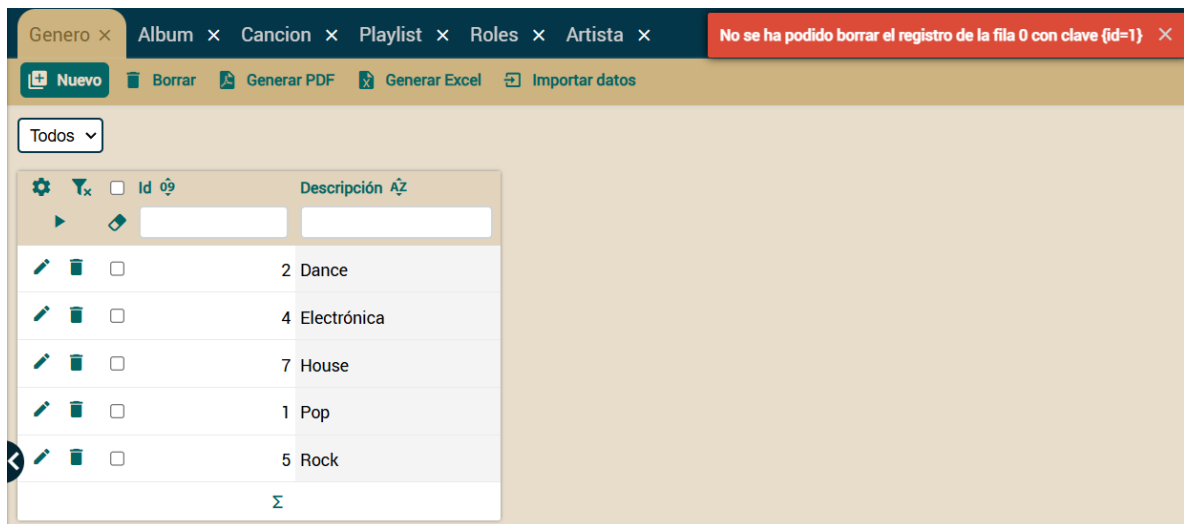 Genero × Album × Cancion × Playlist × Roles × Artista ×
No se ha podido borrar el registro de la fila 0 con clave {id=1} ×
Nuevo Borrar Generar PDF Generar Excel Importar datos
Todos
Id 09 Descripción AZ
2 Dance
4 Electrónica
7 House
1 Pop
5 Rock
Σ